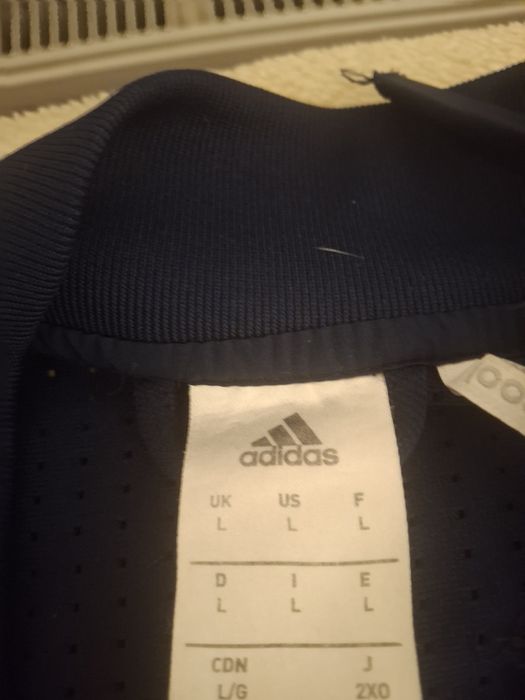 adidas
UK US F
L L L
D I E
L L L
CDN J
L/G 2XO